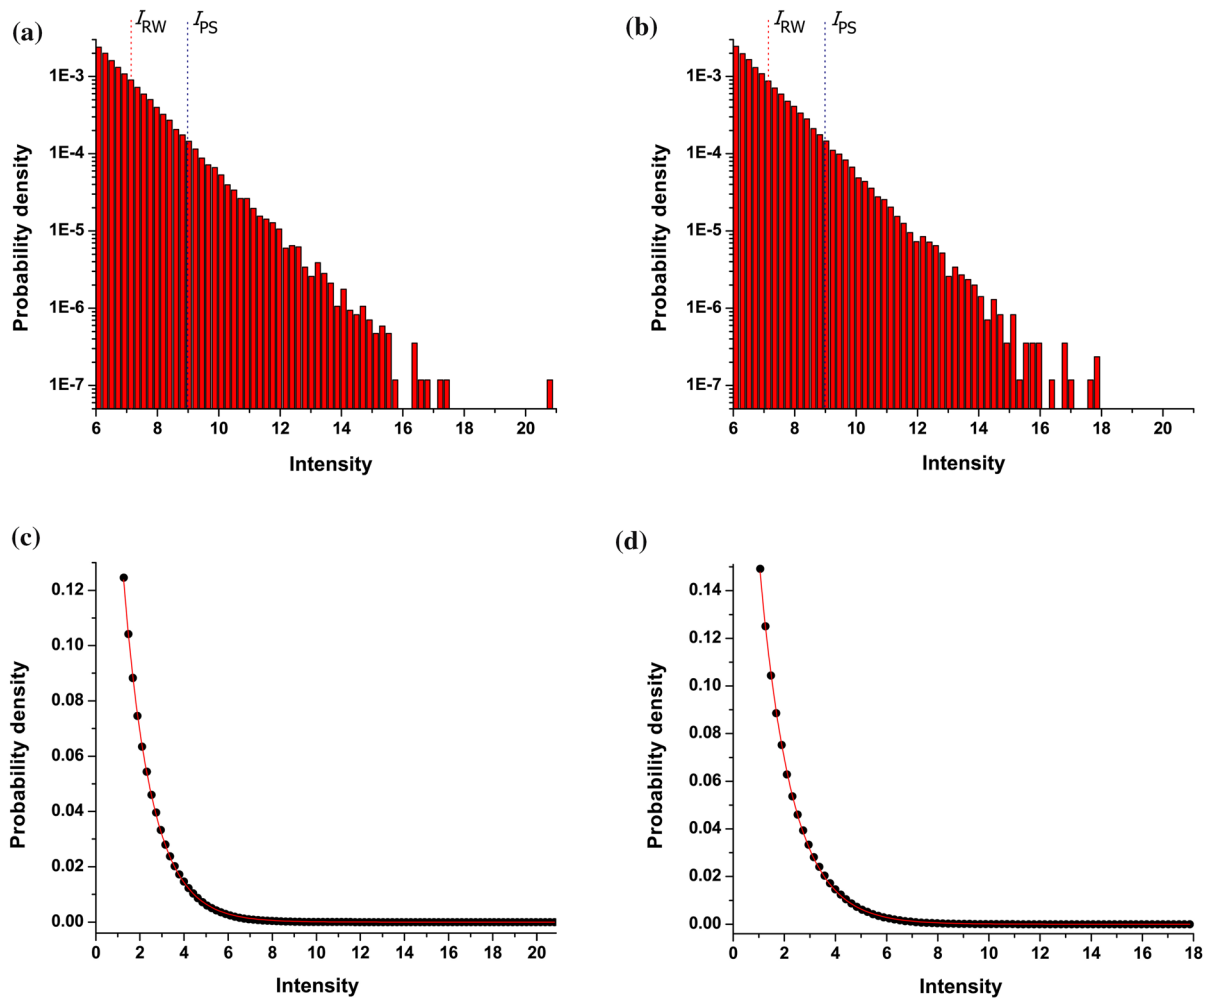 (a)
I RW I PS
1E-3
1E-4
1E-5
1E-6
1E-7
Probability density
6 8 10 12 14 16 18 20
Intensity
(b)
I RW I PS
1E-3
1E-4
1E-5
1E-6
1E-7
Probability density
6 8 10 12 14 16 18 20
Intensity
(c)
0.12
0.10
0.08
0.06
0.04
0.02
0.00
Probability density
0 2 4 6 8 10 12 14 16 18 20
Intensity
(d)
0.14
0.12
0.10
0.08
0.06
0.04
0.02
0.00
Probability density
0 2 4 6 8 10 12 14 16 18
Intensity